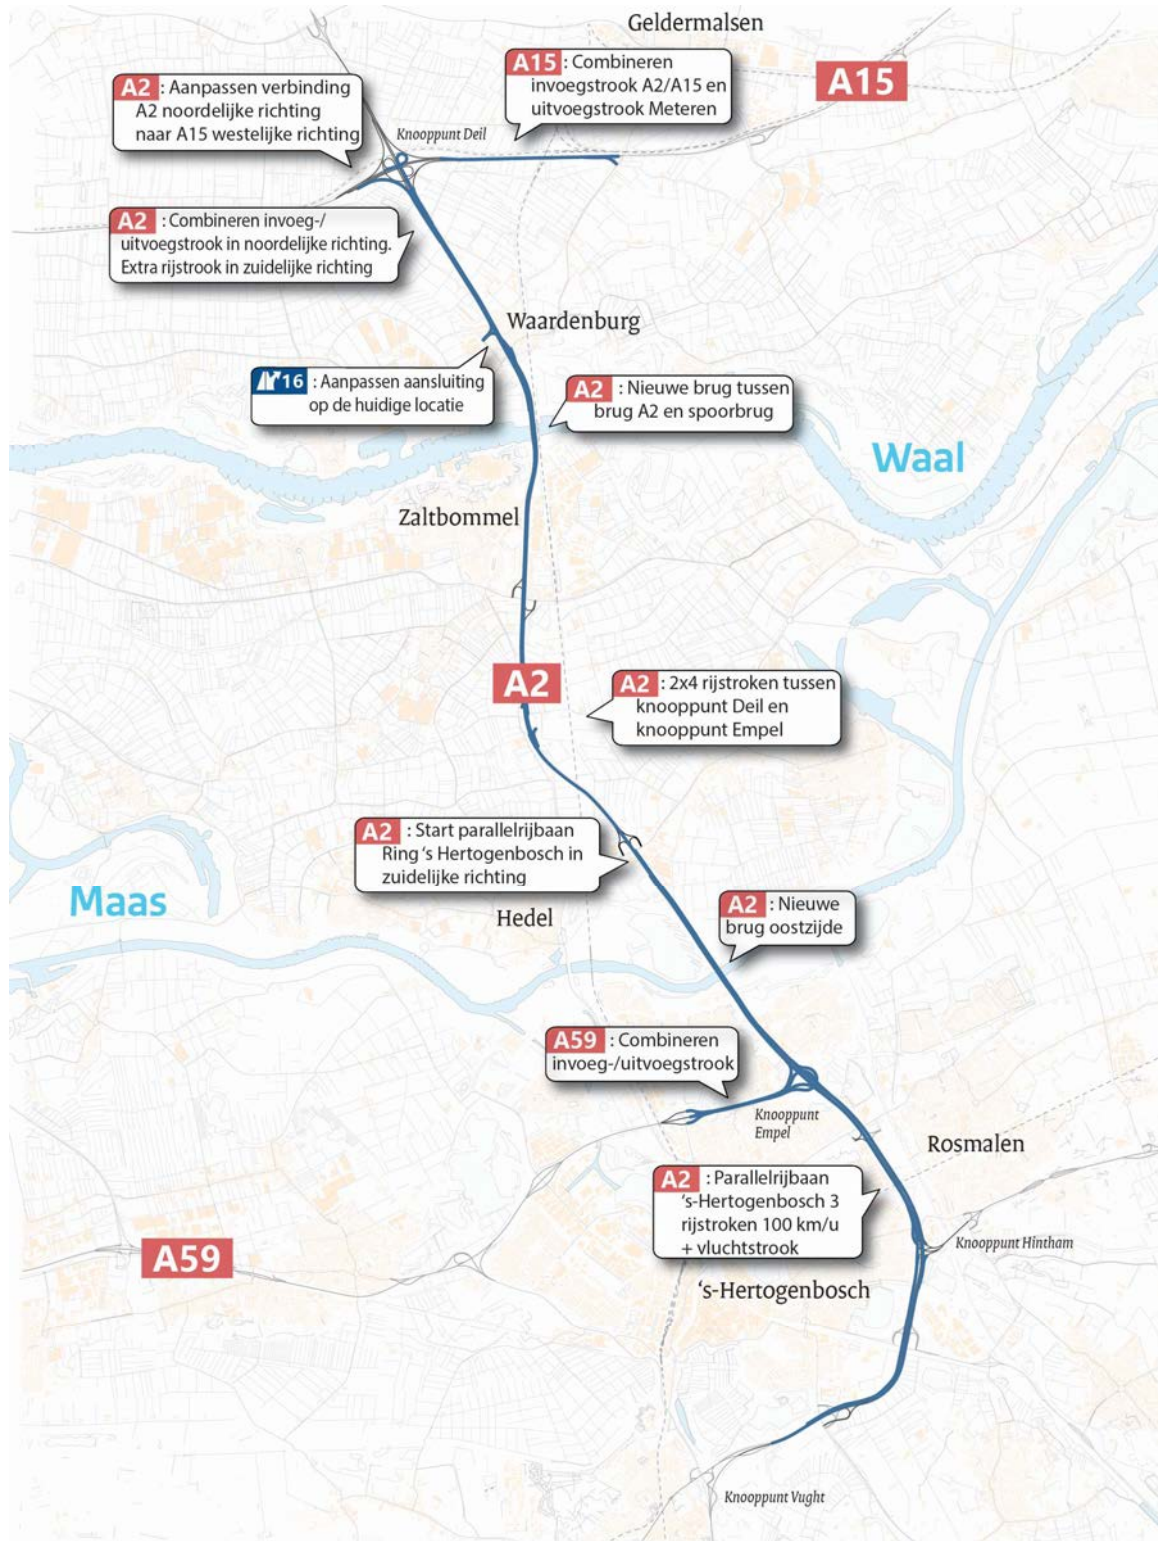 Geldermalsen
A15 : Combineren
invoegstrook A2/A15 en
uitvoegstrook Meteren
A15
A2 : Aanpassen verbinding
A2 noordelijke richting
naar A15 westelijke richting
Knooppunt Deil
A2 : Combineren invoeg-/
uitvoegstrook in noordelijke richting.
Extra rijstrook in zuidelijke richting
Waardenburg
16 : Aanpassen aansluiting
op de huidige locatie
A2 : Nieuwe brug tussen
brug A2 en spoorbrug
Waal
Zaltbommel
A2
A2 : 2x4 rijstroken tussen
knooppunt Deil en
knooppunt Empel
A2 : Start parallelrijbaan
Ring ‘s Hertogenbosch in
zuidelijke richting
Maas
Hedel
A2 : Nieuwe
brug oostzijde
A59 : Combineren
invoeg-/uitvoegstrook
Knooppunt
Empel
Rosmalen
A2 : Parallelrijbaan
‘s-Hertogenbosch 3
rijstroken 100 km/u
+ vluchtstrook
Knooppunt Hintham
A59
‘s-Hertogenbosch
Knooppunt Vught